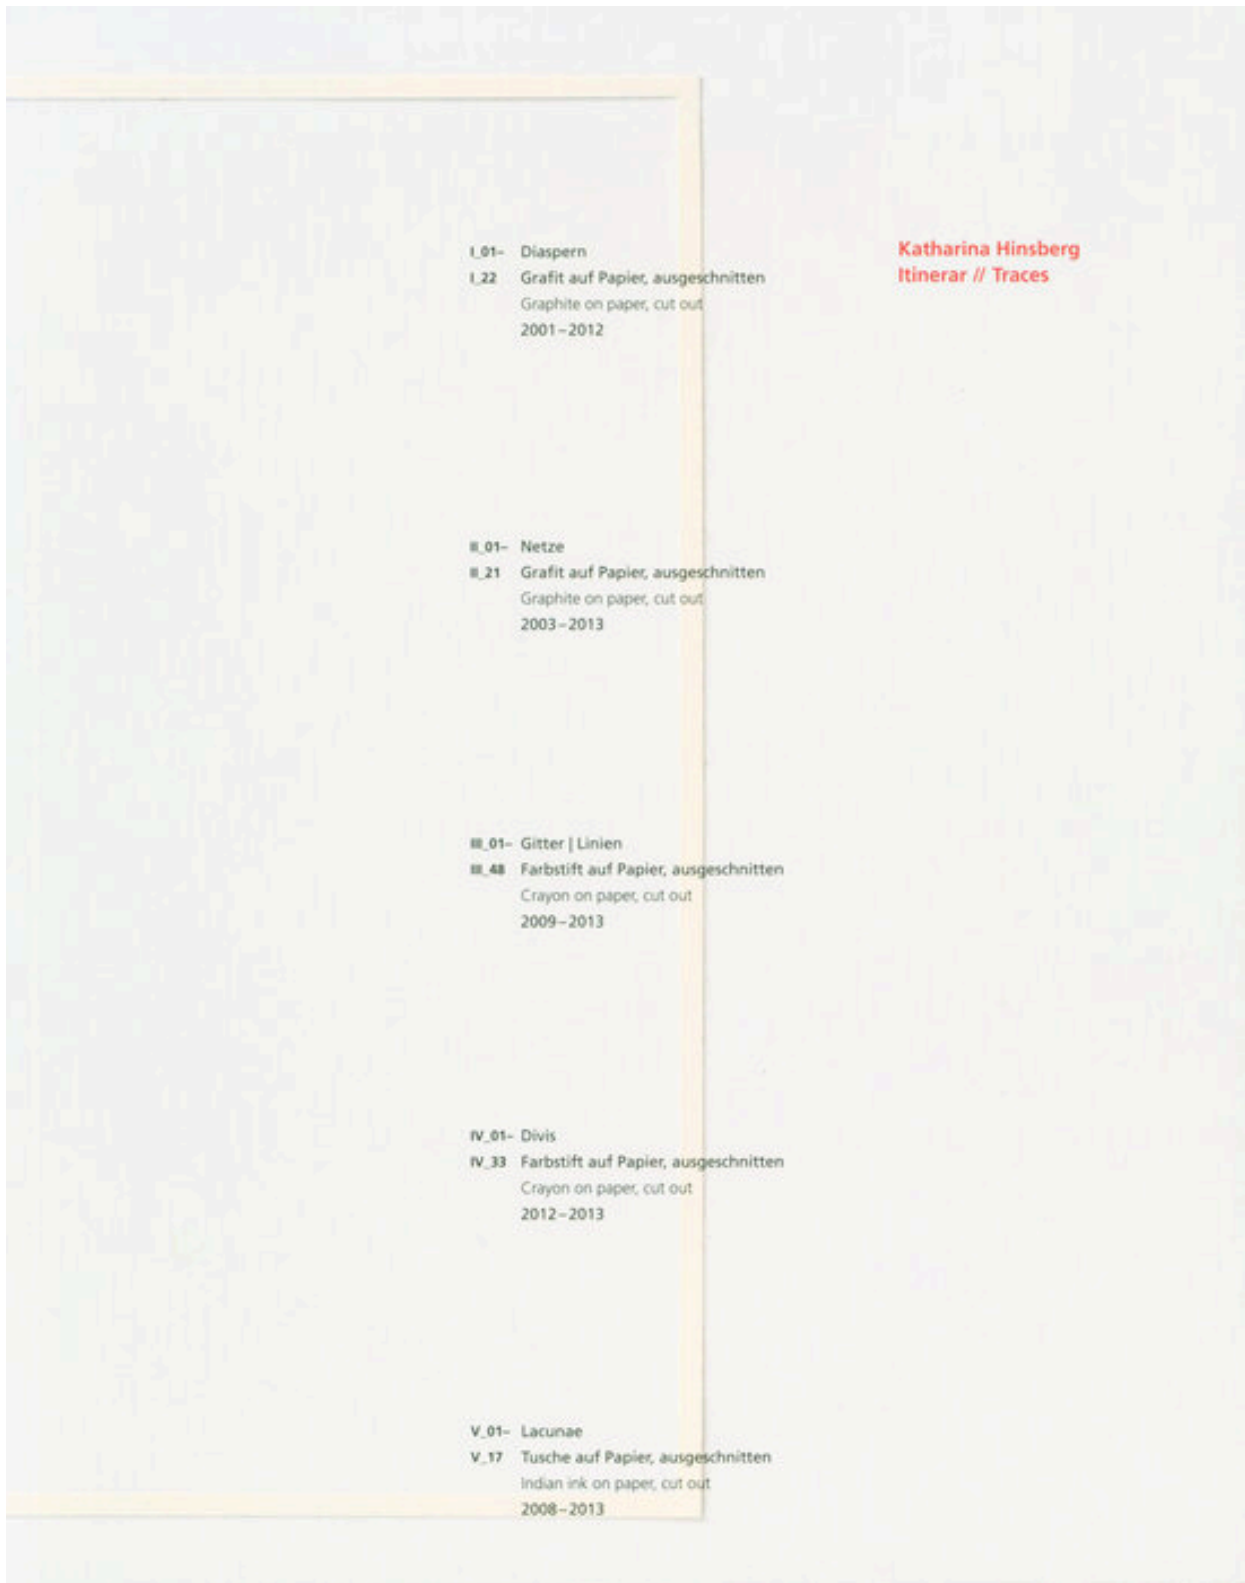 I_01– Diaspern
I_22 Grafit auf Papier, ausgeschnitten
Graphite on paper, cut out
2001–2012
Katharina Hinsberg
Itinerar // Traces
II_01– Netze
II_21 Grafit auf Papier, ausgeschnitten
Graphite on paper, cut out
2003–2013
III_01– Gitter | Linien
III_48 Farbstift auf Papier, ausgeschnitten
Crayon on paper, cut out
2009–2013
IV_01– Divis
IV_33 Farbstift auf Papier, ausgeschnitten
Crayon on paper, cut out
2012–2013
V_01– Lacunae
V_17 Tusche auf Papier, ausgeschnitten
Indian ink on paper, cut out
2008–2013